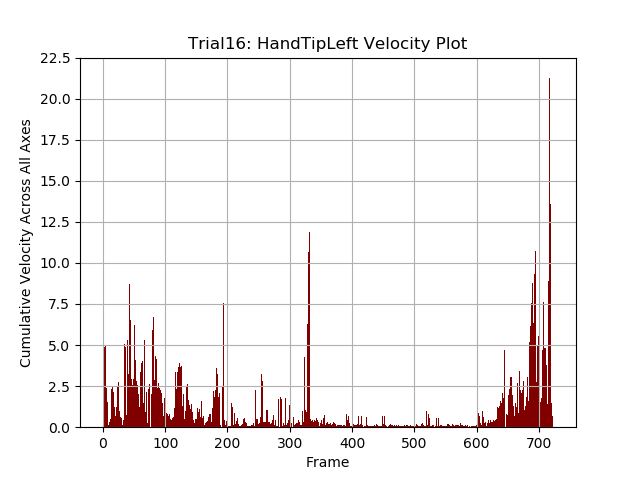 Trial16: HandTipLeft Velocity Plot
22.5
20.0
17.5
15.0
12.5
10.0
7.5
5.0
2.5
0.0
Cumulative Velocity Across All Axes
0 100 200 300 400 500 600 700
Frame